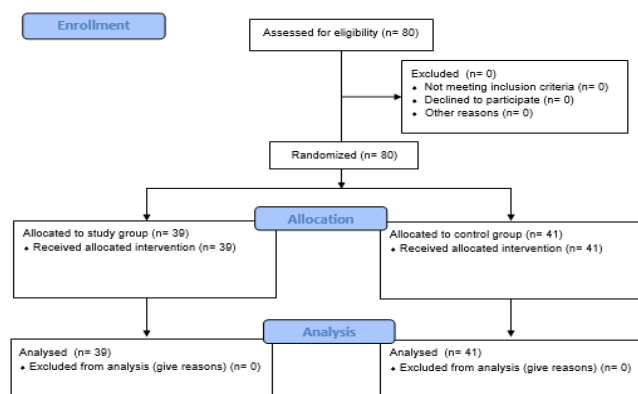 Enrollment
Assessed for eligibility (n= 80)
Excluded (n= 0)
♦ Not meeting inclusion criteria (n= 0)
♦ Declined to participate (n= 0)
♦ Other reasons (n= 0)
Randomized (n= 80)
Allocation
Allocated to study group (n= 39)
♦ Received allocated intervention (n= 39)
Allocated to control group (n= 41)
♦ Received allocated intervention (n= 41)
Analysis
Analysed (n= 39)
♦ Excluded from analysis (give reasons) (n= 0)
Analysed (n= 41)
♦ Excluded from analysis (give reasons) (n= 0)